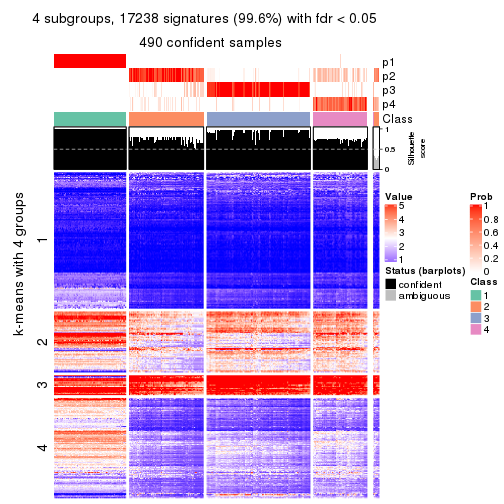 4 subgroups, 17238 signatures (99.6%) with fdr < 0.05
490 confident samples
p1
p2
p3
p4
Class
1
0.5
0
Silhouette
score
k-means with 4 groups
1
2
3
4
Value
5
4
3
2
1
Status (barplots)
confident
ambiguous
Prob
1
0.8
0.6
0.4
0.2
0
Class
1
2
3
4